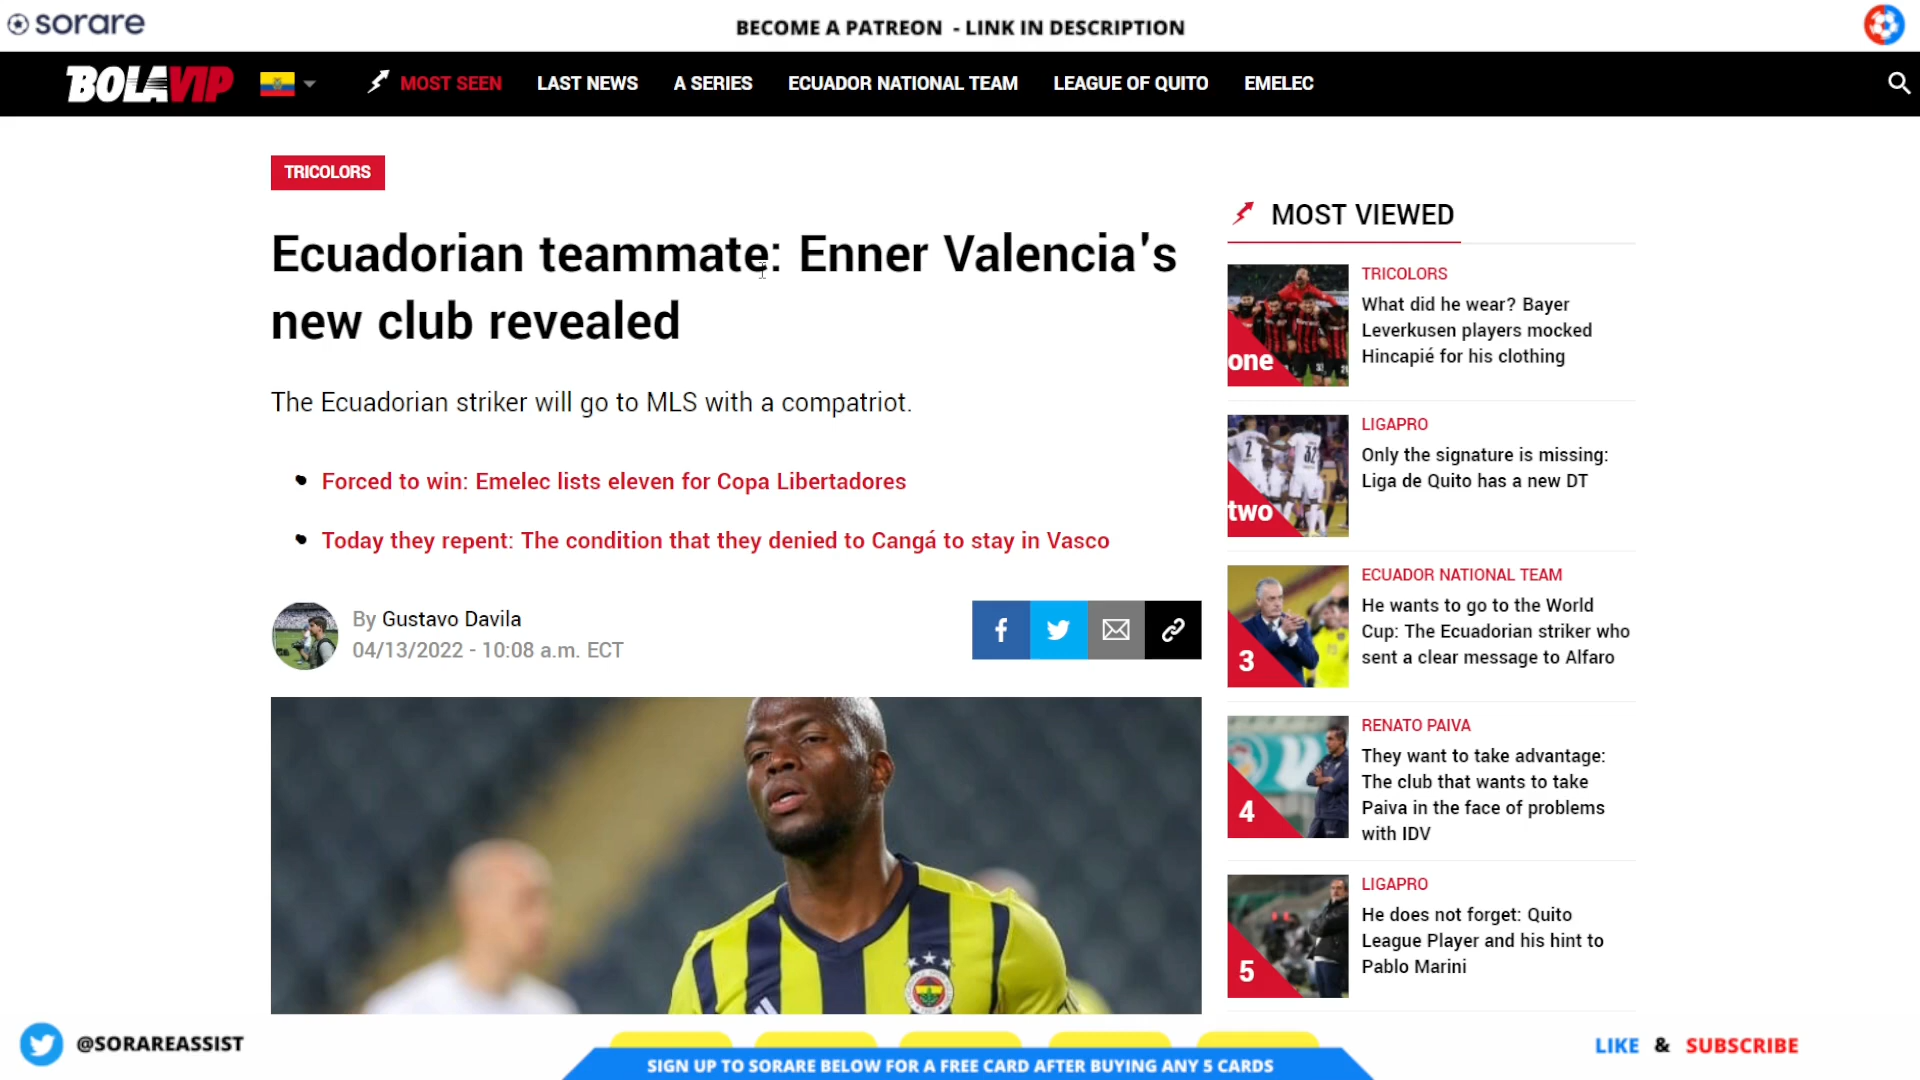 sorare
BECOME A PATREON - LINK IN DESCRIPTION
BOLAVIP
MOST SEEN
LAST NEWS
A SERIES
ECUADOR NATIONAL TEAM
LEAGUE OF QUITO
EMELEC
TRICOLORS
Ecuadorian teammate: Enner Valencia's
new club revealed
The Ecuadorian striker will go to MLS with a compatriot.
Forced to win: Emelec lists eleven for Copa Libertadores
Today they repent: The condition that they denied to Cangá to stay in Vasco
By Gustavo Davila
04/13/2022 - 10:08 a.m. ECT
MOST VIEWED
one
TRICOLORS
What did he wear? Bayer
Leverkusen players mocked
Hincapié for his clothing
two
LIGAPRO
Only the signature is missing:
Liga de Quito has a new DT
3
ECUADOR NATIONAL TEAM
He wants to go to the World
Cup: The Ecuadorian striker who
sent a clear message to Alfaro
4
RENATO PAIVA
They want to take advantage:
The club that wants to take
Paiva in the face of problems
with IDV
5
LIGAPRO
He does not forget: Quito
League Player and his hint to
Pablo Marini
@SORAREASSIST
SIGN UP TO SORARE BELOW FOR A FREE CARD AFTER BUYING ANY 5 CARDS
LIKE & SUBSCRIBE